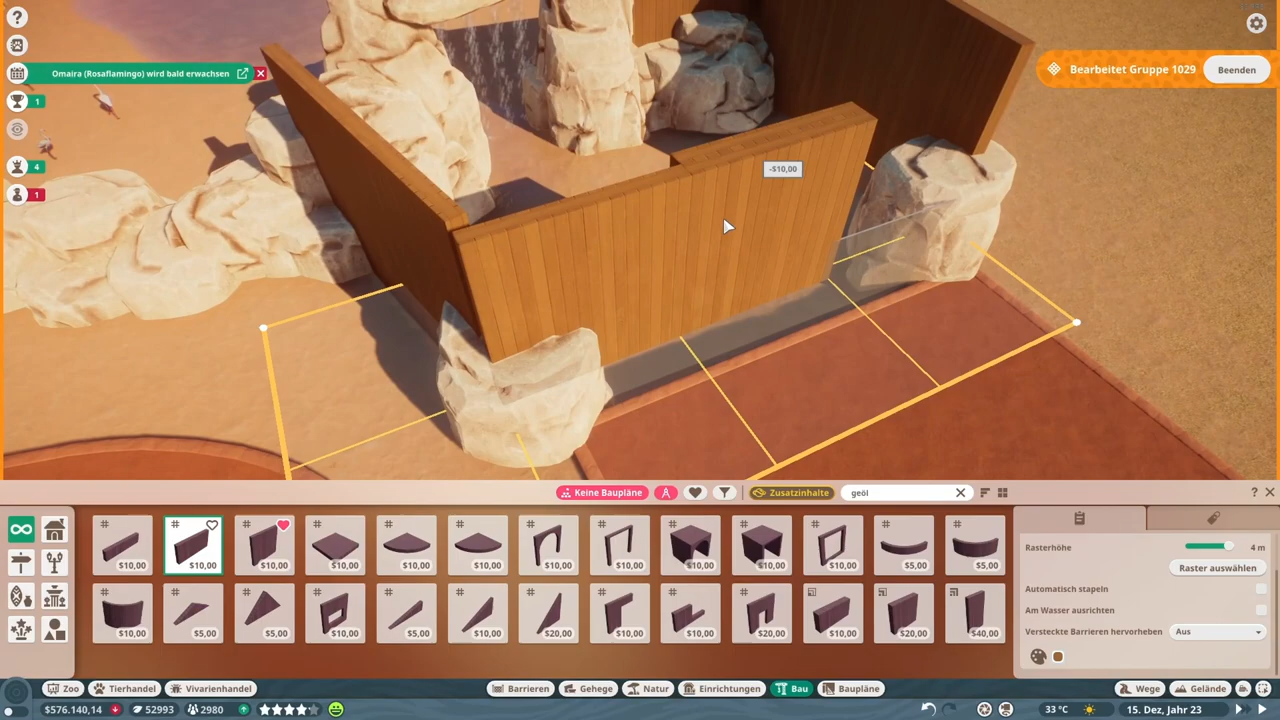 ?
Omaira (Rosaflamingo) wird bald erwachsen
1
4
1
Bearbeitet Gruppe 1029
Beenden
-$10,00
Keine Baupläne
Zusatzinhalte
geöl
? 
$10,00 $10,00 $10,00 $10,00 $10,00 $10,00 $10,00 $10,00 $10,00 $10,00 $10,00 $5,00 $5,00
$10,00 $5,00 $5,00 $10,00 $5,00 $10,00 $20,00 $10,00 $10,00 $20,00 $10,00 $20,00 $40,00
Rasterhöhe 4 m
Raster auswählen
Automatisch stapeln
Am Wasser ausrichten
Versteckte Barrieren hervorheben Aus
Zoo Tierhandel Vivarienhandel Barrieren Gehege Natur Einrichtungen Bau Baupläne Wege Gelände
$576.140,14 52993 2980 33 °C 15. Dez, Jahr 23